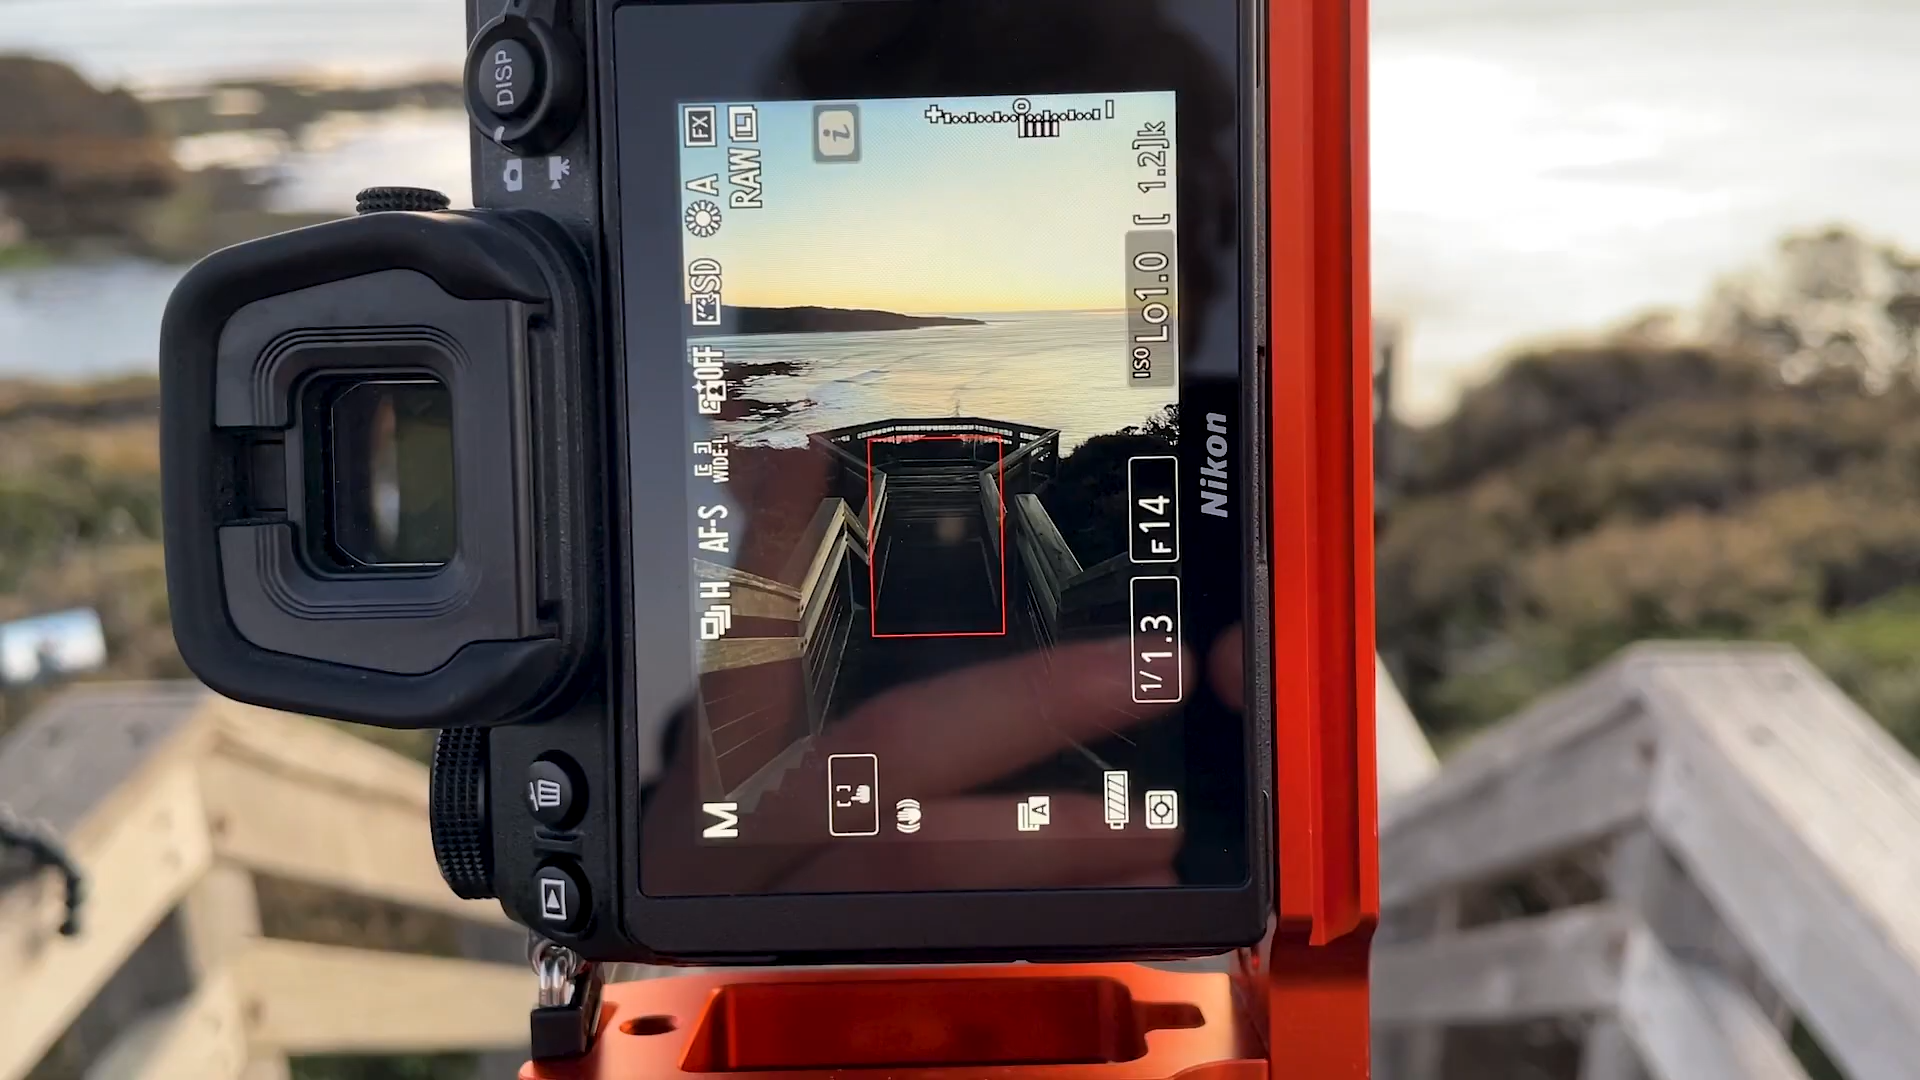 DISP
M
H AF-S WIDE-L OFF SD A FX
RAW L
i
A
F14
1/1.3
ISO Lo1.0 [ 1.2]k
Nikon